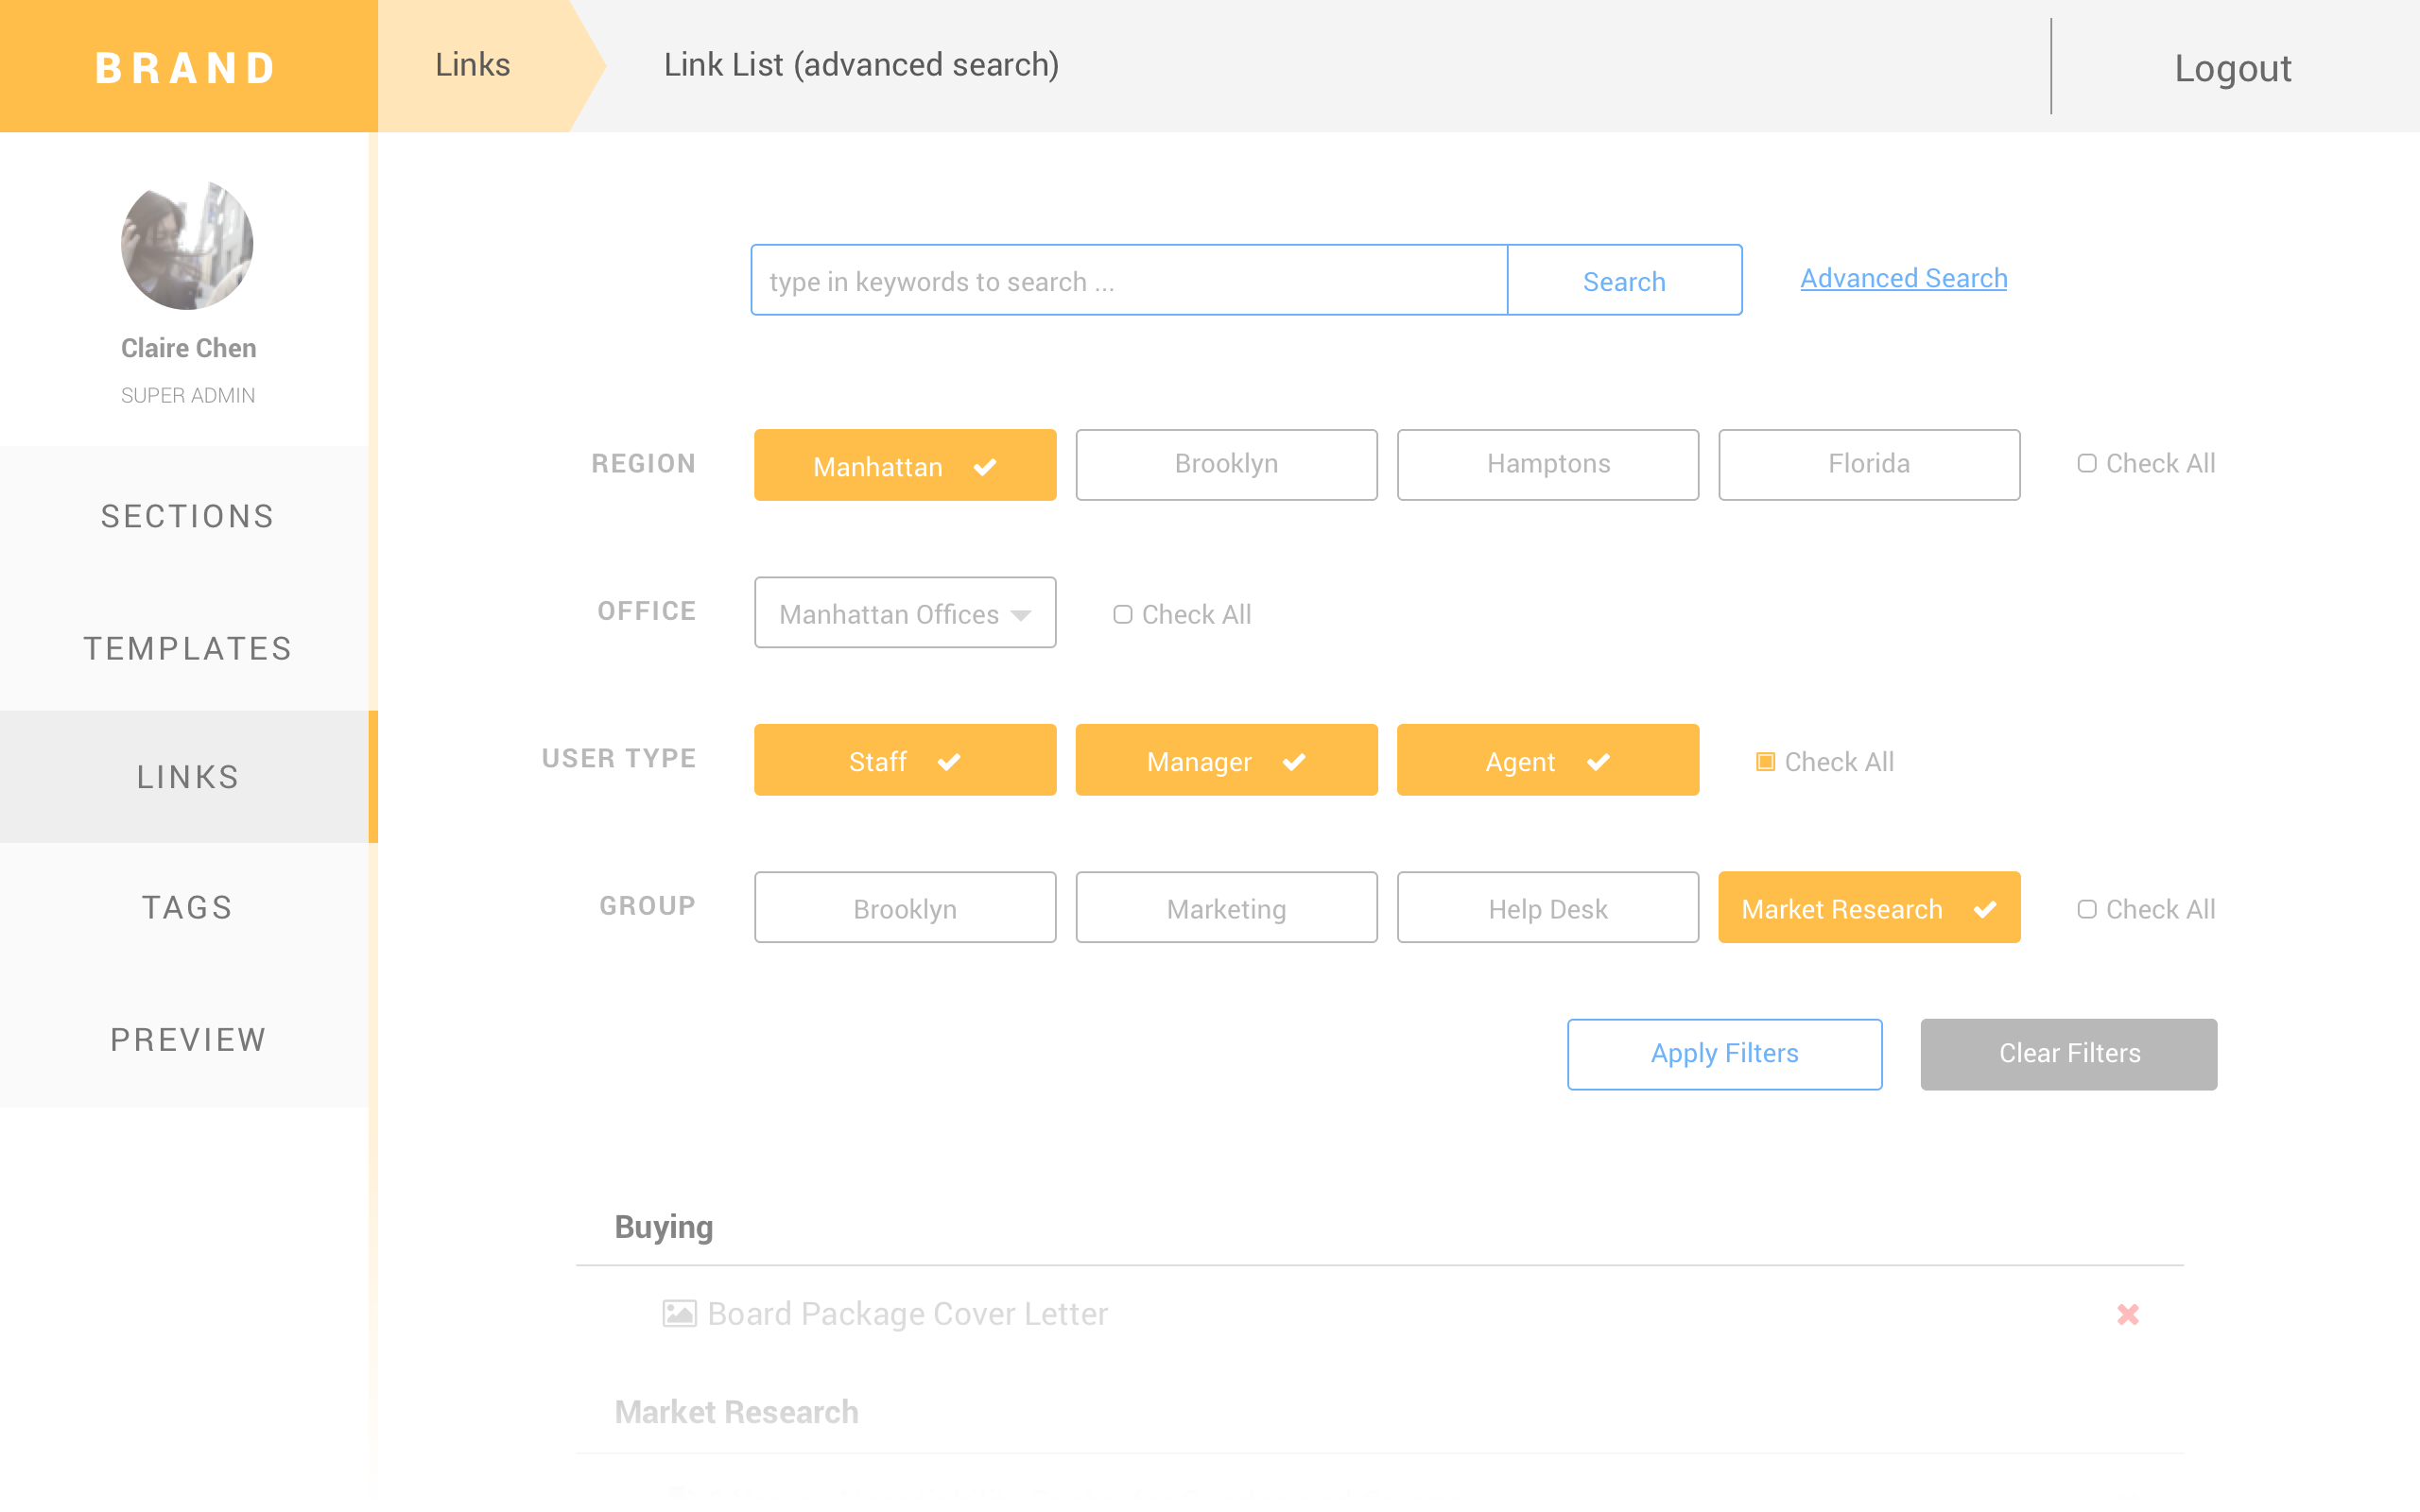 BRAND
Links
Link List (advanced search)
Logout
Claire Chen
SUPER ADMIN
SECTIONS
TEMPLATES
LINKS
TAGS
PREVIEW
type in keywords to search ...
Search
Advanced Search
REGION
Manhattan
Brooklyn
Hamptons
Florida
Check All
OFFICE
Manhattan Offices
Check All
USER TYPE
Staff
Manager
Agent
Check All
GROUP
Brooklyn
Marketing
Help Desk
Market Research
Check All
Apply Filters
Clear Filters
Buying
Board Package Cover Letter
Market Research